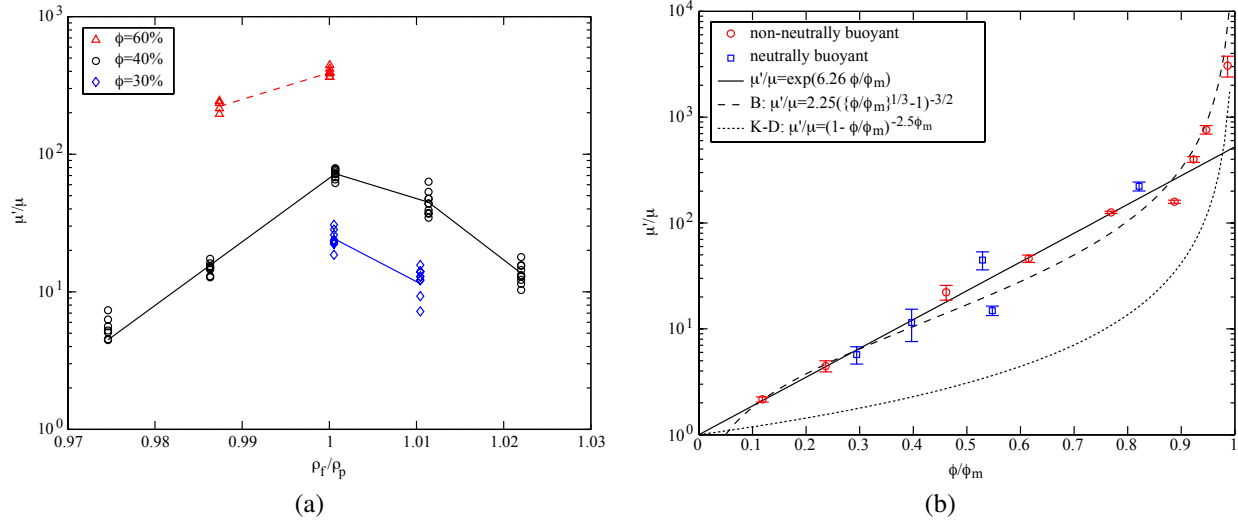 10³
φ=60%
φ=40%
φ=30%
10²
μ'/μ
10¹
10⁰
0.97 0.98 0.99 1 1.01 1.02 1.03
ρf/ρp
(a)
10⁴
non-neutrally buoyant
neutrally buoyant
μ'/μ=exp(6.26 φ/φm)
B: μ'/μ=2.25({φ/φm}^1/3-1)^-3/2
K-D: μ'/μ=(1- φ/φm)^-2.5φm
10³
μ'/μ
10²
10¹
10⁰
0 0.1 0.2 0.3 0.4 0.5 0.6 0.7 0.8 0.9 1
φ/φm
(b)